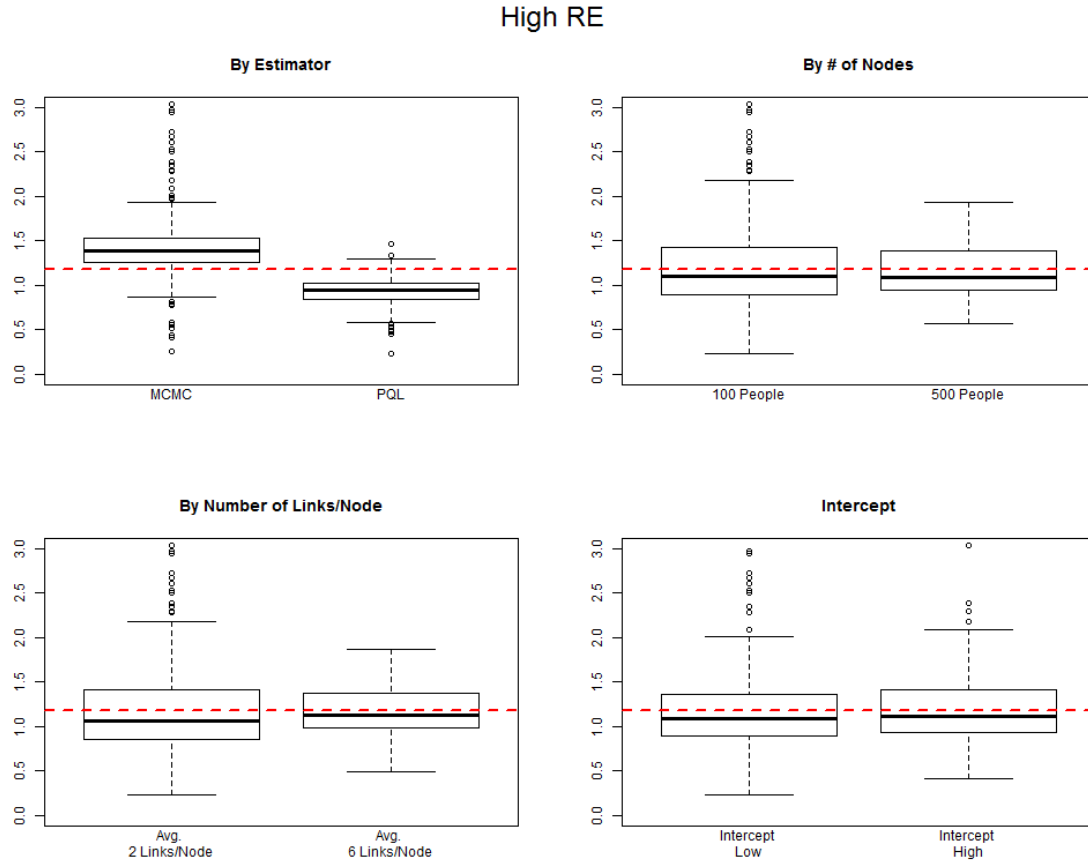 High RE
By Estimator
3.0
2.5
2.0
1.5
1.0
0.5
0.0
MCMC
PQL
By # of Nodes
3.0
2.5
2.0
1.5
1.0
0.5
0.0
100 People
500 People
By Number of Links/Node
3.0
2.5
2.0
1.5
1.0
0.5
0.0
Avg.
2 Links/Node
Avg.
6 Links/Node
Intercept
3.0
2.5
2.0
1.5
1.0
0.5
0.0
Intercept
Low
Intercept
High